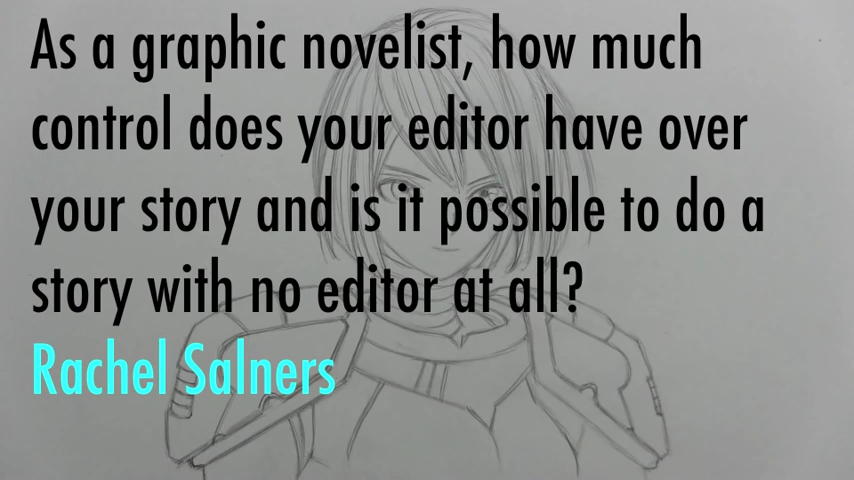 As a graphic novelist, how much
control does your editor have over
your story and is it possible to do a
story with no editor at all?
Rachel Salners